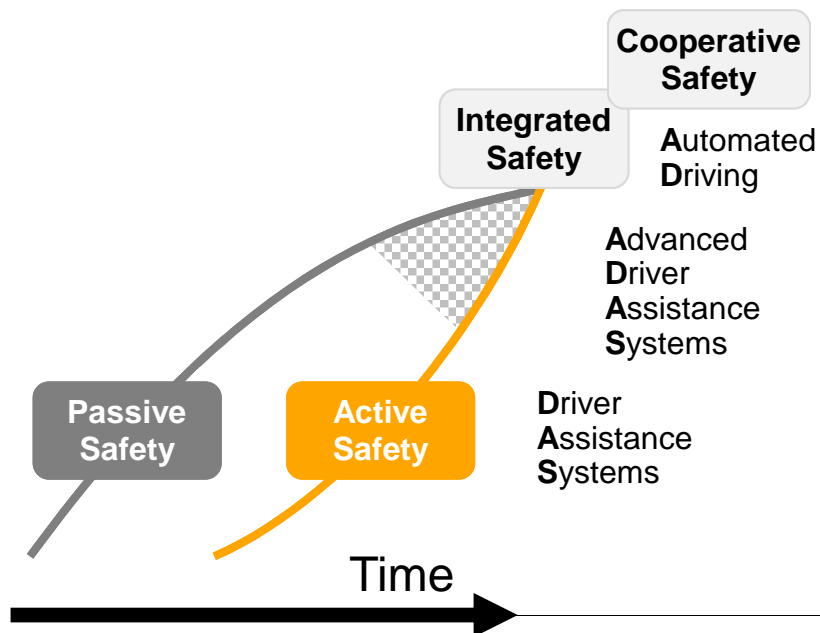 Cooperative
Safety
Integrated
Safety
Automated
Driving
Advanced
Driver
Assistance
Systems
Passive
Safety
Active
Safety
Driver
Assistance
Systems
Time